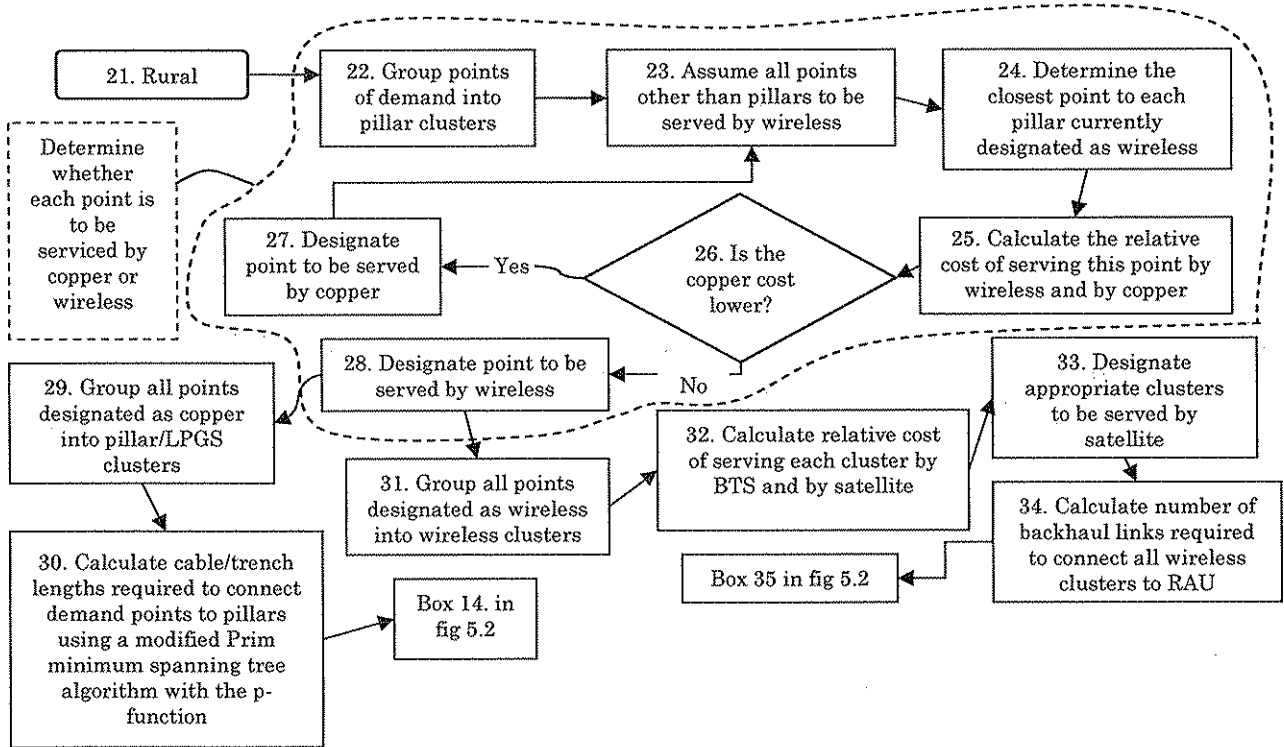 21. Rural
22. Group points
of demand into
pillar clusters
23. Assume all points
other than pillars to be
served by wireless
24. Determine the
closest point to each
pillar currently
designated as wireless
Determine
whether
each point is
to be
serviced by
copper or
wireless
27. Designate
point to be served
by copper
Yes
26. Is the
copper cost
lower?
25. Calculate the relative
cost of serving this point by
wireless and by copper
28. Designate point to be
served by wireless
No
29. Group all points
designated as copper
into pillar/LPGS
clusters
33. Designate
appropriate clusters
to be served by
satellite
32. Calculate relative cost
of serving each cluster by
BTS and by satellite
31. Group all points
designated as wireless
into wireless clusters
34. Calculate number of
backhaul links required
to connect all wireless
clusters to RAU
30. Calculate cable/trench
lengths required to connect
demand points to pillars
using a modified Prim
minimum spanning tree
algorithm with the p-
function
Box 14. in
fig 5.2
Box 35 in fig 5.2